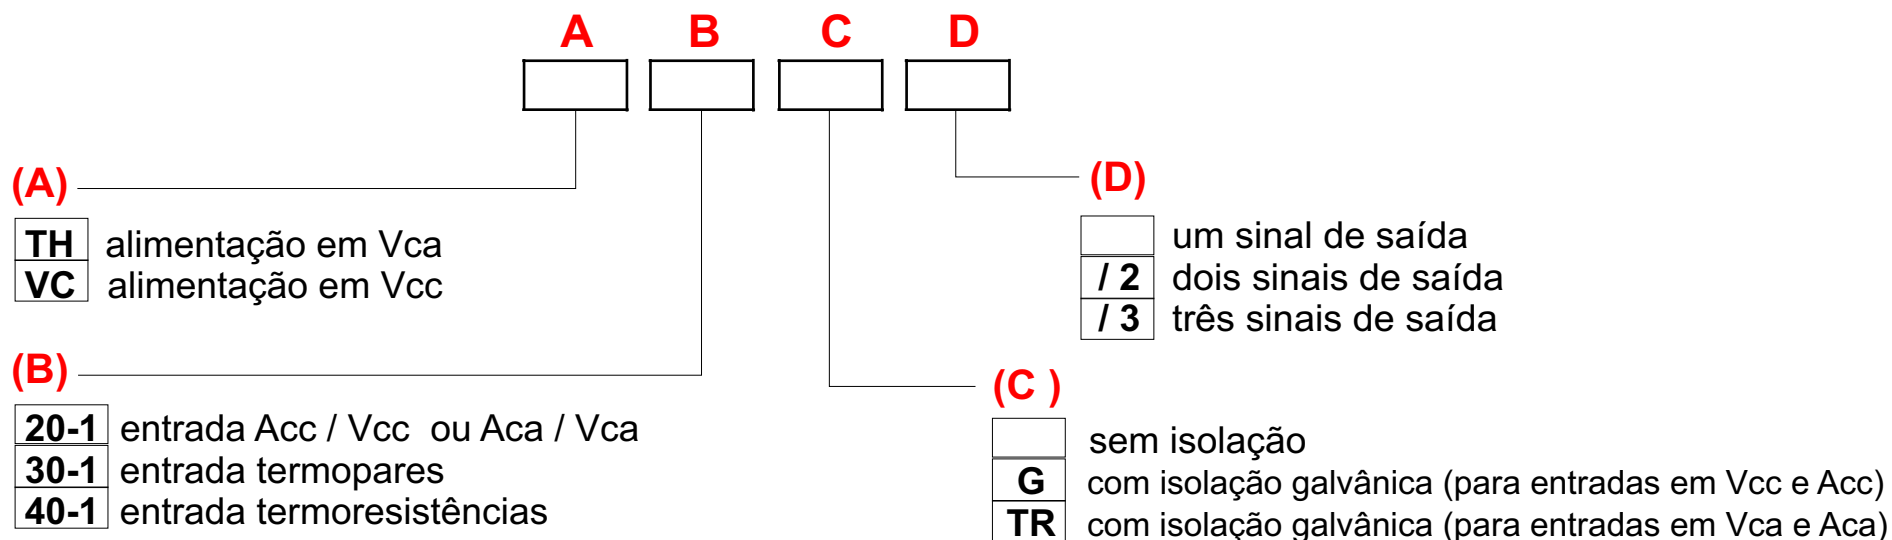 A B C D
(A)
TH alimentação em Vca
VC alimentação em Vcc
(B)
20-1 entrada Acc / Vcc ou Aca / Vca
30-1 entrada termopares
40-1 entrada termoresistências
(D)
um sinal de saída
/ 2 dois sinais de saída
/ 3 três sinais de saída
(C )
sem isolação
G com isolação galvânica (para entradas em Vcc e Acc)
TR com isolação galvânica (para entradas em Vca e Aca)